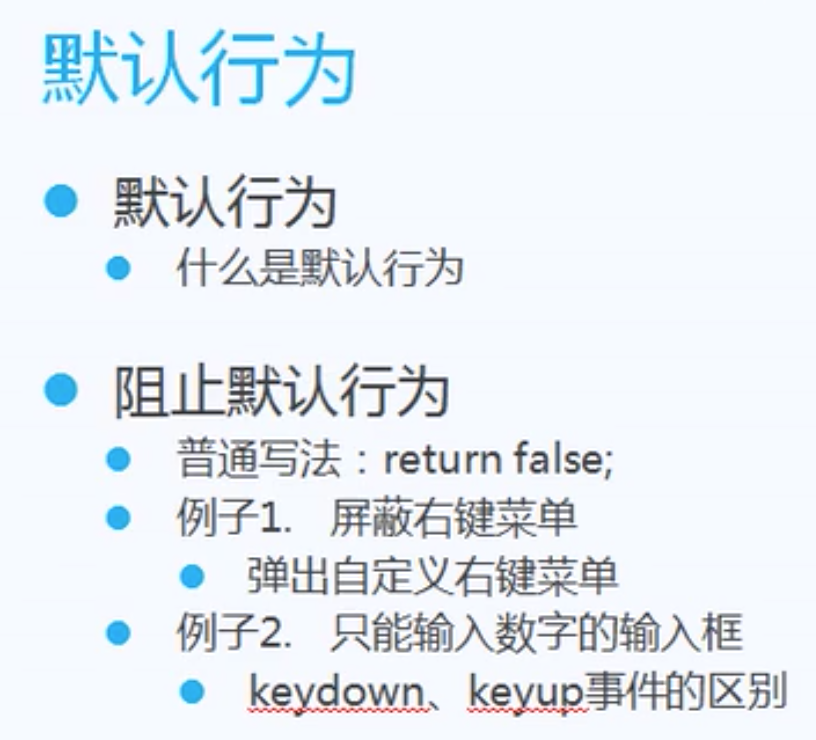 默认行为
默认行为
什么是默认行为
阻止默认行为
普通写法：return false;
例子1. 屏蔽右键菜单
弹出自定义右键菜单
例子2. 只能输入数字的输入框
keydown、keyup事件的区别